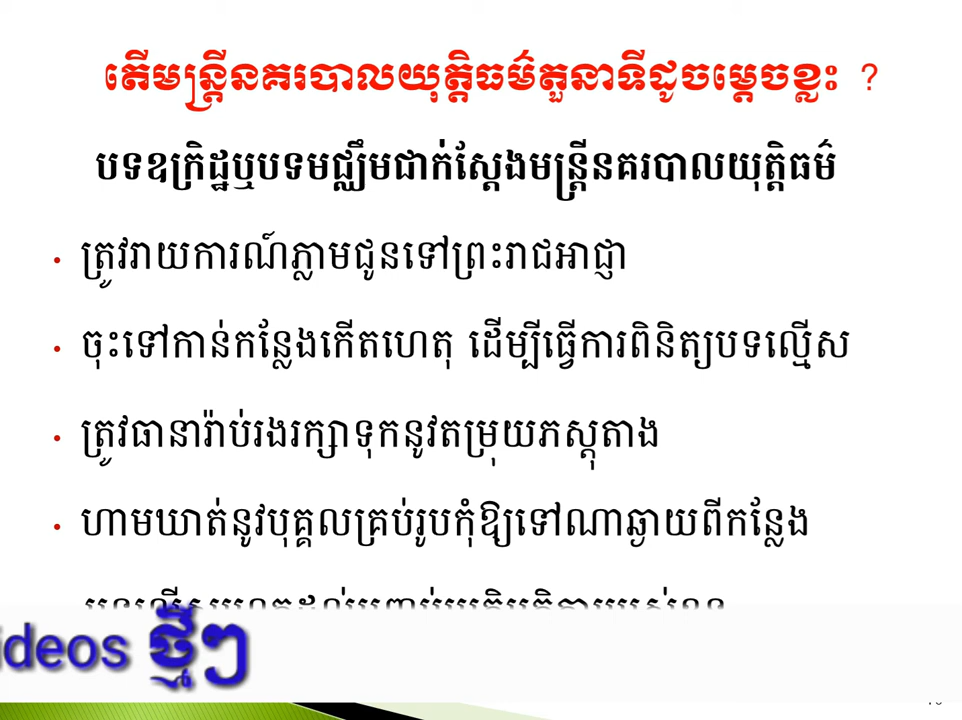 តើមន្ត្រីនគរបាលយុត្តិធម៌តួនាទីដូចម្តេចខ្លះ ?
បទឧក្រិដ្ឋឬបទមជ្ឈឹមជាក់ស្តែងមន្ត្រីនគរបាលយុត្តិធម៌
• ត្រូវរាយការណ៍ភ្លាមជូនទៅព្រះរាជអាជ្ញា
• ចុះទៅកាន់កន្លែងកើតហេតុ ដើម្បីធ្វើការពិនិត្យបទល្មើស
• ត្រូវធានារ៉ាប់រងរក្សាទុកនូវតម្រុយភស្តុតាង
• ហាមឃាត់នូវបុគ្គលគ្រប់រូបកុំឱ្យទៅណាឆ្ងាយពីកន្លែង
ideos ថ្មីៗ